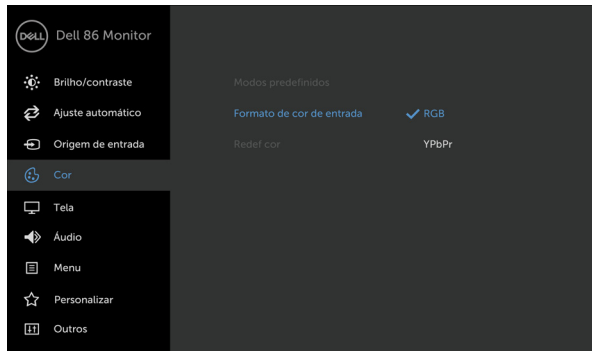 DELL Dell 86 Monitor
Brilho/contraste
Modos predefinidos
Ajuste automático
Formato de cor de entrada
RGB
Origem de entrada
Redef cor
YPbPr
Cor
Tela
Áudio
Menu
Personalizar
Outros